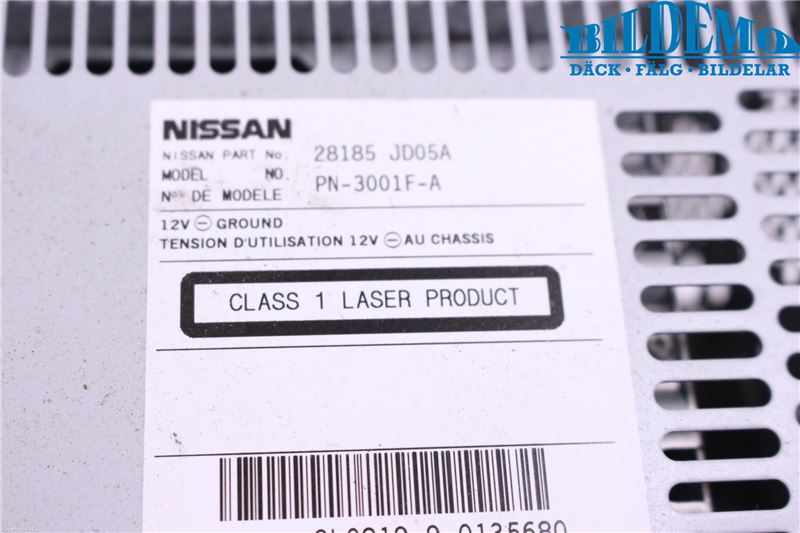 BILDEMO
DÄCK • FÄLG • BILDELAR
NISSAN
NISSAN PART No. 28185 JD05A
MODEL NO.
N° DE MODELE PN-3001F-A
12V ⊖ GROUND
TENSION D'UTILISATION 12V ⊖ AU CHASSIS
CLASS 1 LASER PRODUCT
0135680